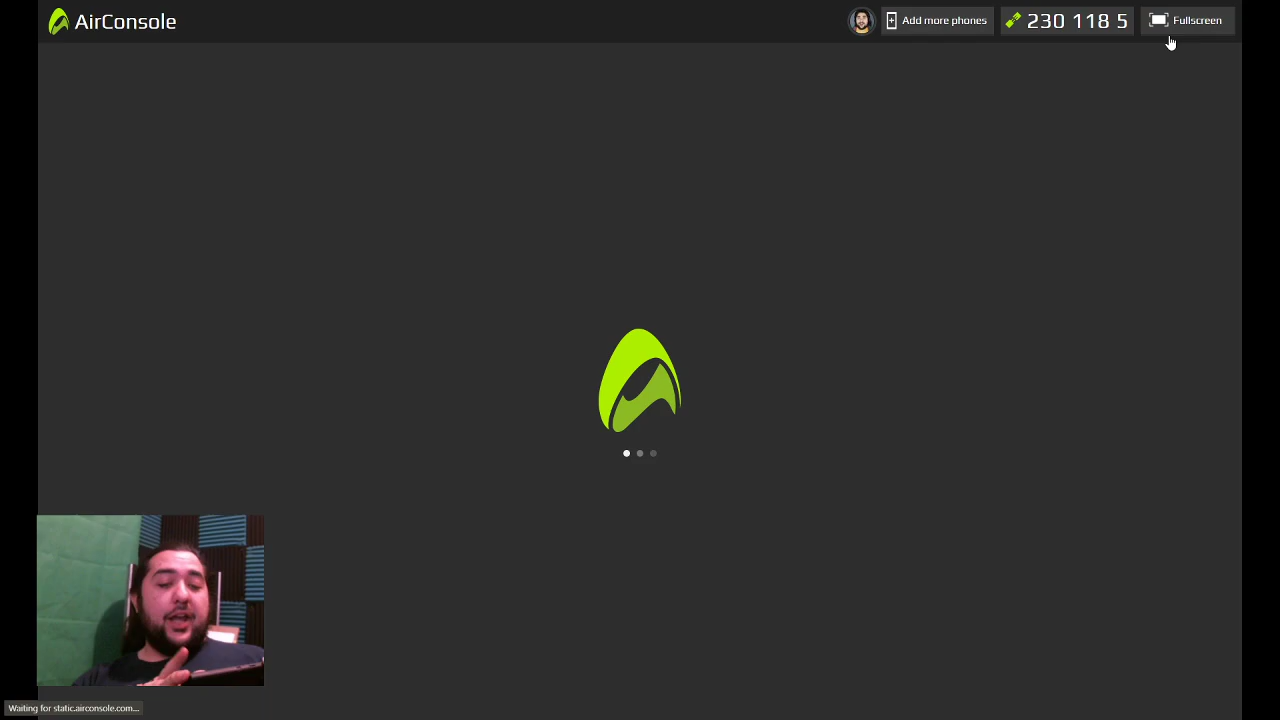 AirConsole
Add more phones
230 118 5
Fullscreen
Waiting for static.airconsole.com...